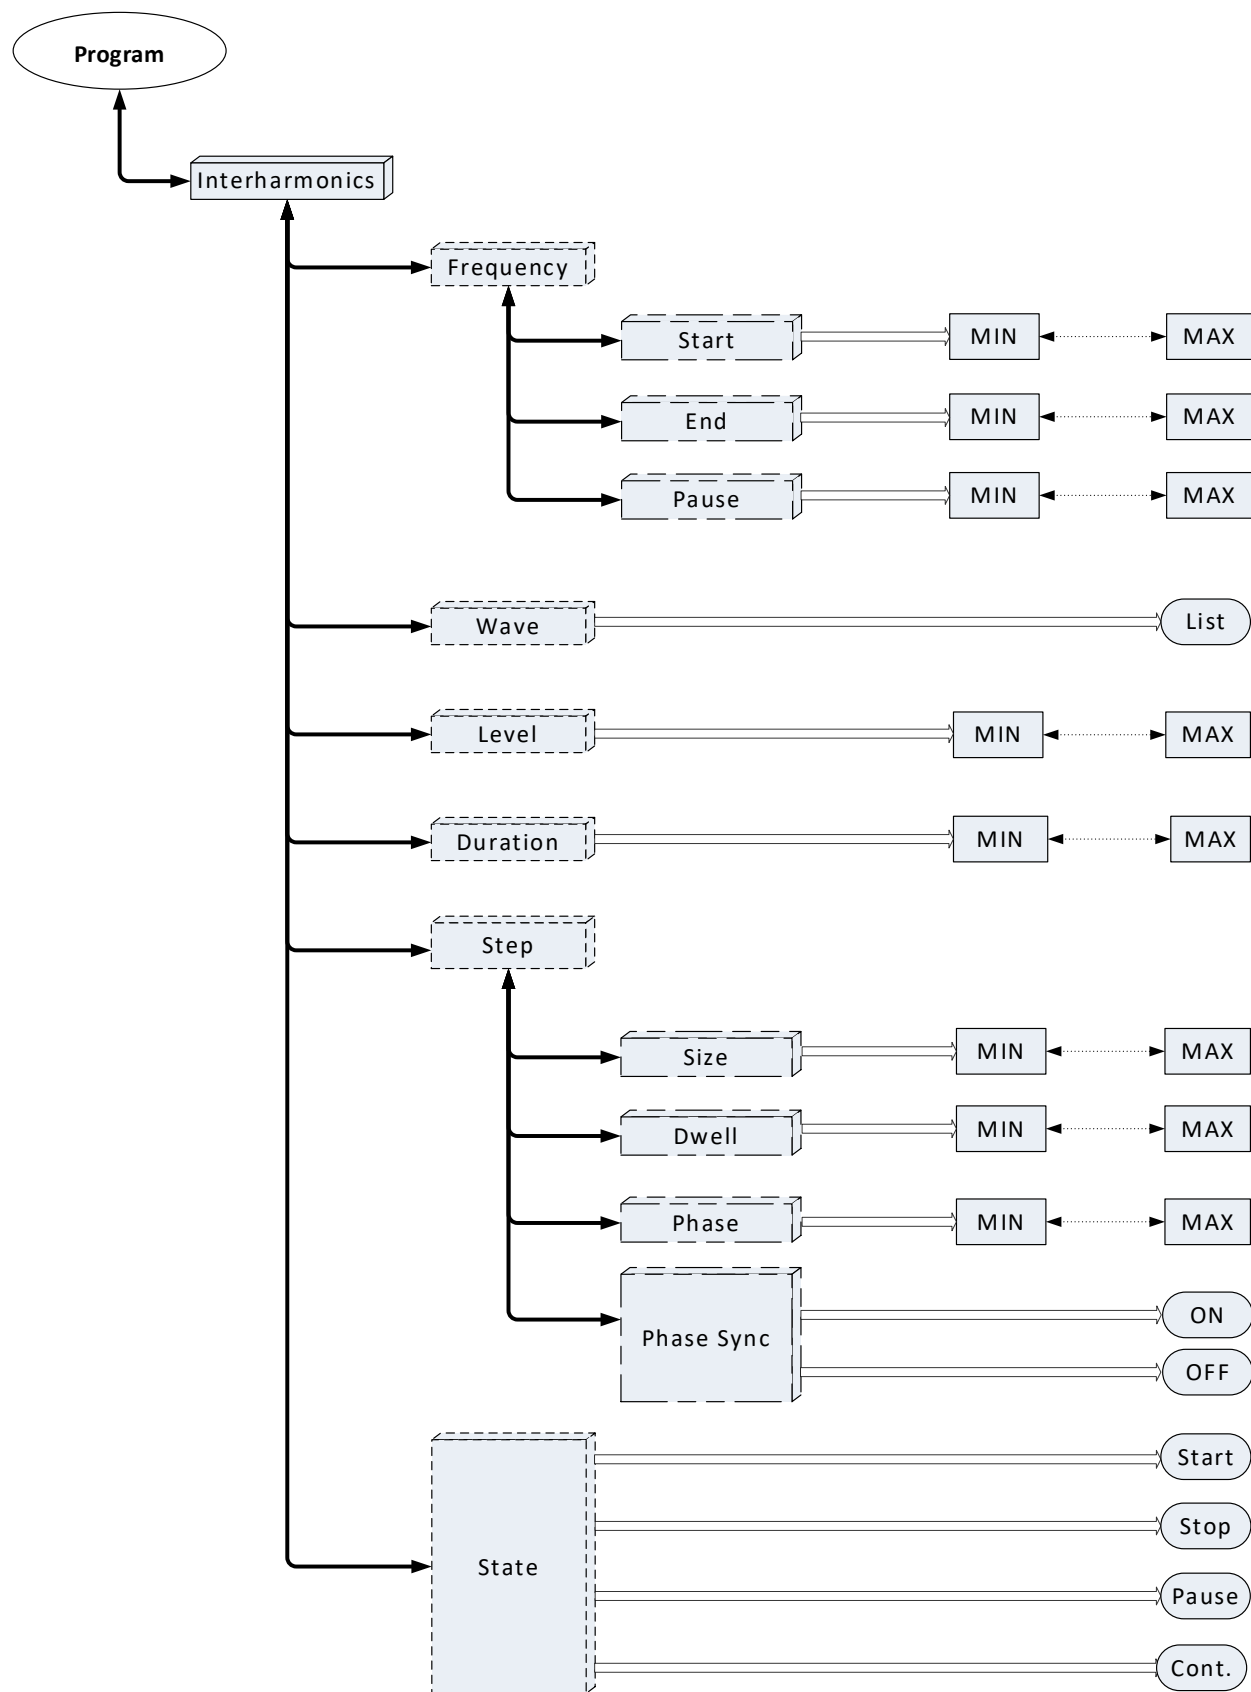 Program
Interharmonics
Frequency
Start MIN MAX
End MIN MAX
Pause MIN MAX
Wave List
Level MIN MAX
Duration MIN MAX
Step
Size MIN MAX
Dwell MIN MAX
Phase MIN MAX
Phase Sync
ON
OFF
State
Start
Stop
Pause
Cont.